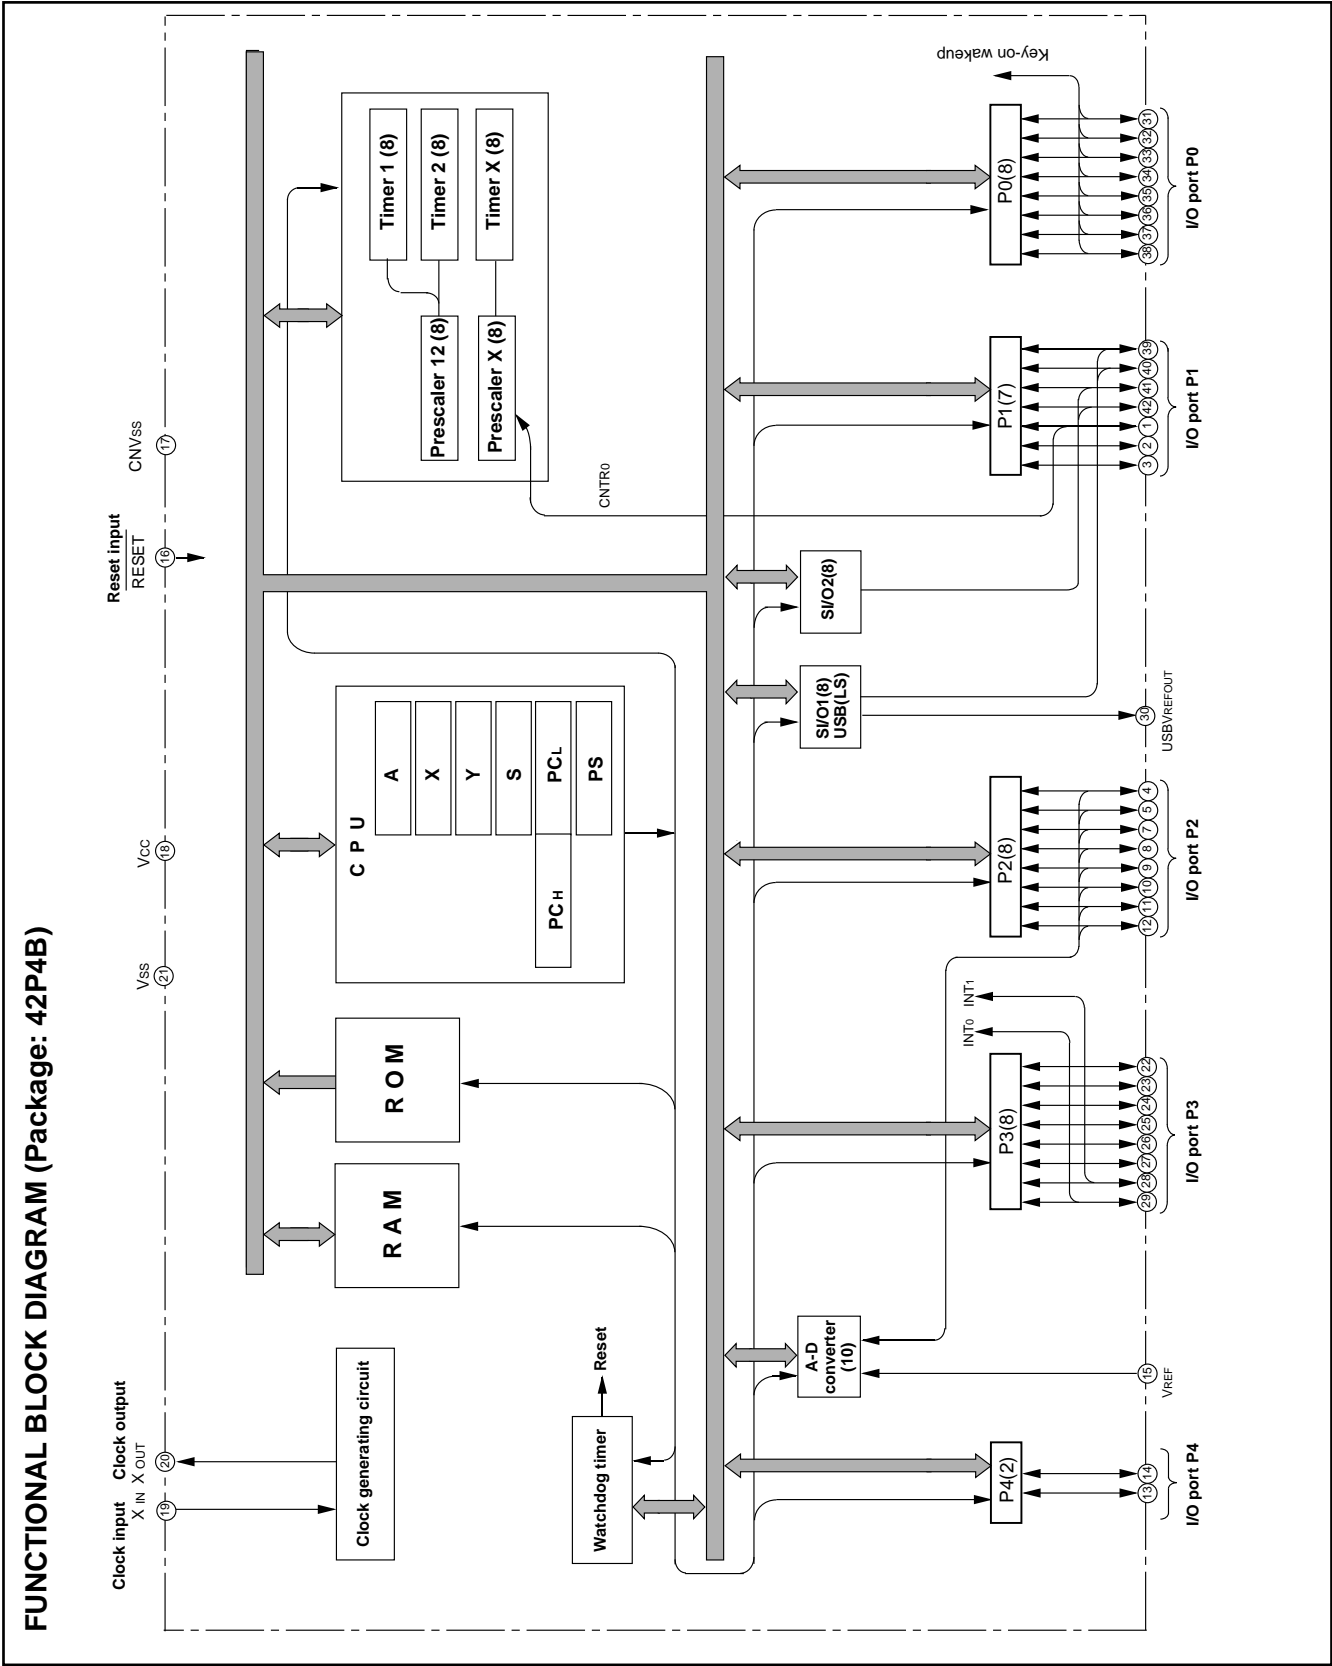 FUNCTIONAL BLOCK DIAGRAM (Package: 42P4B)
Clock input
XIN
19
Clock output
XOUT
20
VSS
21
VCC
18
Reset input
RESET
16
CNVSS
17
Clock generating circuit
RAM
ROM
CPU
A
X
Y
S
PCH
PCL
PS
Timer 1 (8)
Timer 2 (8)
Timer X (8)
Prescaler 12 (8)
Prescaler X (8)
CNTR0
Watchdog timer
Reset
A-D
converter
(10)
SI/O1(8)
USB(LS)
SI/O2(8)
INT0
INT1
Key-on wakeup
P4(2)
P3(8)
P2(8)
P1(7)
P0(8)
13 14
15
29 28 27 26 25 24 23 22
12 11 10 9 8 7 5 4
30
3 2 1 42 41 40 39
38 37 36 35 34 33 32 31
VREF
USBVREFOUT
I/O port P4
I/O port P3
I/O port P2
I/O port P1
I/O port P0